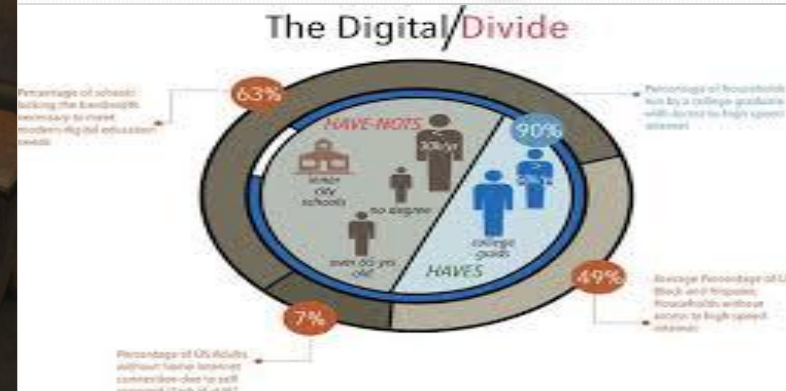 The Digital/Divide
63%
Percentage of schools
lacking the bandwidth
necessary to meet
modern digital education
needs
HAVE-NOTS
30k/yr
inner
city
schools
no degree
over 65 yrs
old
90%
Percentage of households
run by a college graduate
with access to high speed
internet
college
grads
HAVES
49%
Average Percentage of
Black and Hispanic
Households without
access to high speed
internet
7%
Percentage of US Adults
without home internet
connection due to self